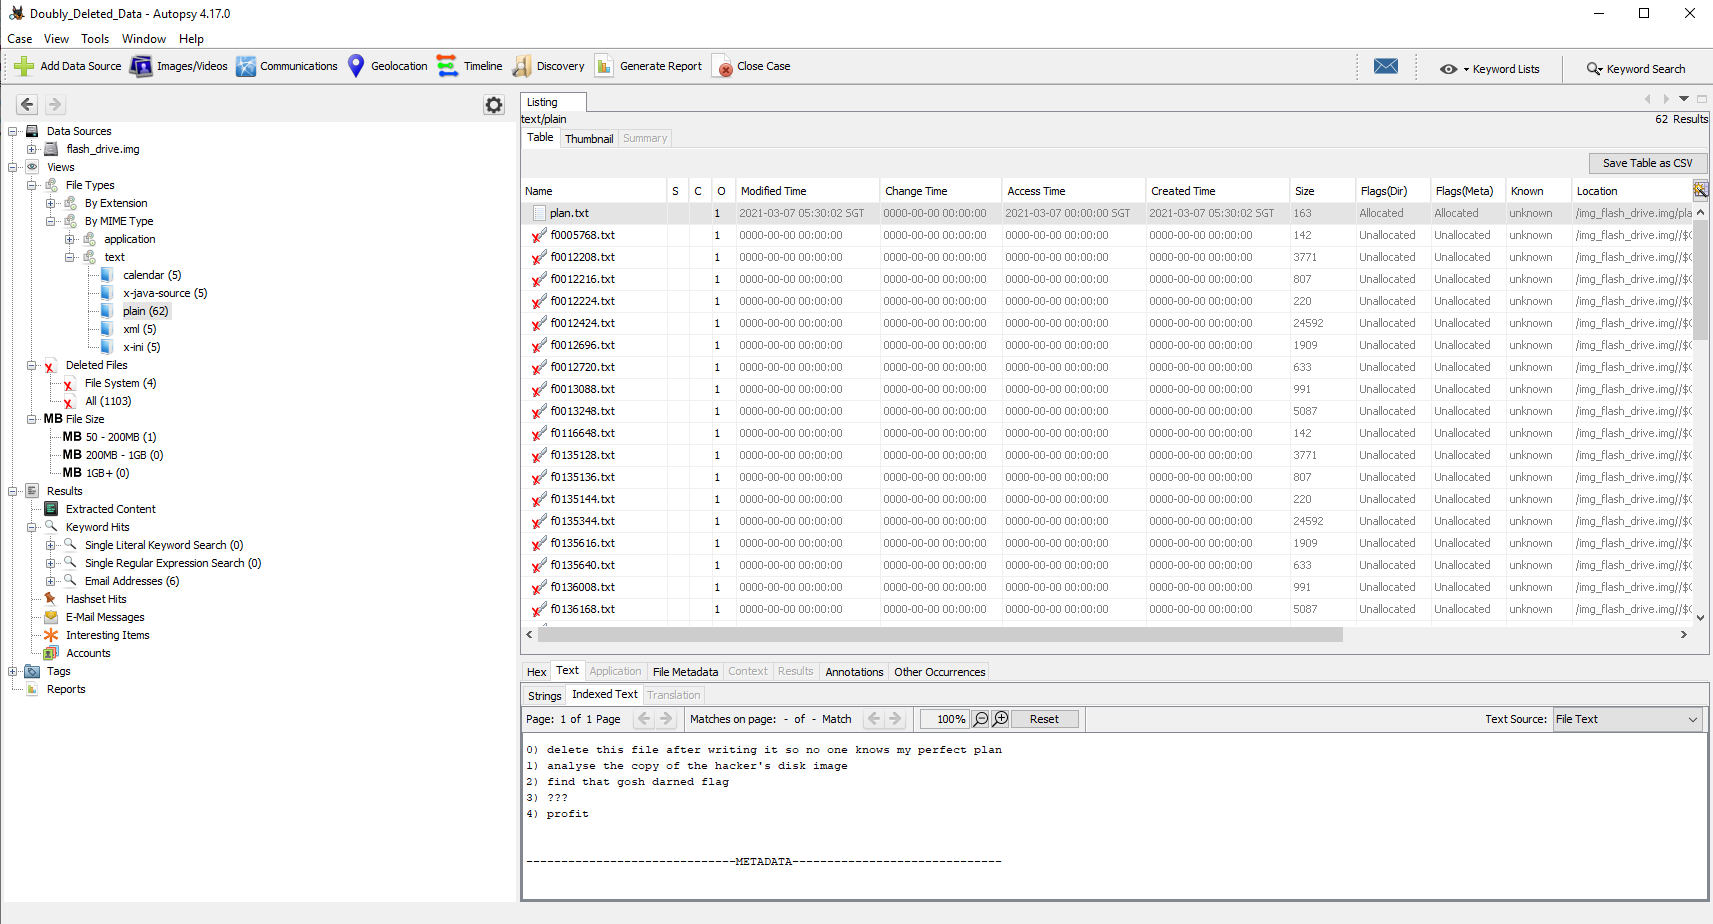 Doubly_Deleted_Data - Autopsy 4.17.0
Case View Tools Window Help
Add Data Source Images/Videos Communications Geolocation Timeline Discovery Generate Report Close Case Keyword Lists Keyword Search
Data Sources
flash_drive.img
Views
File Types
By Extension
By MIME Type
application
text
calendar (5)
x-java-source (5)
plain (62)
xml (5)
x-ini (5)
Deleted Files
File System (4)
All (1103)
MB File Size
MB 50 - 200MB (1)
MB 200MB - 1GB (0)
MB 1GB+ (0)
Results
Extracted Content
Keyword Hits
Single Literal Keyword Search (0)
Single Regular Expression Search (0)
Email Addresses (6)
Hashset Hits
E-Mail Messages
Interesting Items
Accounts
Tags
Reports
Listing
text/plain 62 Results
Table Thumbnail Summary
Save Table as CSV
Name S C O Modified Time Change Time Access Time Created Time Size Flags(Dir) Flags(Meta) Known Location
plan.txt 1 2021-03-07 05:30:02 SGT 0000-00-00 00:00:00 2021-03-07 00:00:00 SGT 2021-03-07 05:30:02 SGT 163 Allocated Allocated unknown /img_flash_drive.img/pla
f0005768.txt 1 0000-00-00 00:00:00 0000-00-00 00:00:00 0000-00-00 00:00:00 0000-00-00 00:00:00 142 Unallocated Unallocated unknown /img_flash_drive.img//$C
f0012208.txt 1 0000-00-00 00:00:00 0000-00-00 00:00:00 0000-00-00 00:00:00 0000-00-00 00:00:00 3771 Unallocated Unallocated unknown /img_flash_drive.img//$C
f0012216.txt 1 0000-00-00 00:00:00 0000-00-00 00:00:00 0000-00-00 00:00:00 0000-00-00 00:00:00 807 Unallocated Unallocated unknown /img_flash_drive.img//$C
f0012224.txt 1 0000-00-00 00:00:00 0000-00-00 00:00:00 0000-00-00 00:00:00 0000-00-00 00:00:00 220 Unallocated Unallocated unknown /img_flash_drive.img//$C
f0012424.txt 1 0000-00-00 00:00:00 0000-00-00 00:00:00 0000-00-00 00:00:00 0000-00-00 00:00:00 24592 Unallocated Unallocated unknown /img_flash_drive.img//$C
f0012696.txt 1 0000-00-00 00:00:00 0000-00-00 00:00:00 0000-00-00 00:00:00 0000-00-00 00:00:00 1909 Unallocated Unallocated unknown /img_flash_drive.img//$C
f0012720.txt 1 0000-00-00 00:00:00 0000-00-00 00:00:00 0000-00-00 00:00:00 0000-00-00 00:00:00 633 Unallocated Unallocated unknown /img_flash_drive.img//$C
f0013088.txt 1 0000-00-00 00:00:00 0000-00-00 00:00:00 0000-00-00 00:00:00 0000-00-00 00:00:00 991 Unallocated Unallocated unknown /img_flash_drive.img//$C
f0013248.txt 1 0000-00-00 00:00:00 0000-00-00 00:00:00 0000-00-00 00:00:00 0000-00-00 00:00:00 5087 Unallocated Unallocated unknown /img_flash_drive.img//$C
f0116648.txt 1 0000-00-00 00:00:00 0000-00-00 00:00:00 0000-00-00 00:00:00 0000-00-00 00:00:00 142 Unallocated Unallocated unknown /img_flash_drive.img//$C
f0135128.txt 1 0000-00-00 00:00:00 0000-00-00 00:00:00 0000-00-00 00:00:00 0000-00-00 00:00:00 3771 Unallocated Unallocated unknown /img_flash_drive.img//$C
f0135136.txt 1 0000-00-00 00:00:00 0000-00-00 00:00:00 0000-00-00 00:00:00 0000-00-00 00:00:00 807 Unallocated Unallocated unknown /img_flash_drive.img//$C
f0135144.txt 1 0000-00-00 00:00:00 0000-00-00 00:00:00 0000-00-00 00:00:00 0000-00-00 00:00:00 220 Unallocated Unallocated unknown /img_flash_drive.img//$C
f0135344.txt 1 0000-00-00 00:00:00 0000-00-00 00:00:00 0000-00-00 00:00:00 0000-00-00 00:00:00 24592 Unallocated Unallocated unknown /img_flash_drive.img//$C
f0135616.txt 1 0000-00-00 00:00:00 0000-00-00 00:00:00 0000-00-00 00:00:00 0000-00-00 00:00:00 1909 Unallocated Unallocated unknown /img_flash_drive.img//$C
f0135640.txt 1 0000-00-00 00:00:00 0000-00-00 00:00:00 0000-00-00 00:00:00 0000-00-00 00:00:00 633 Unallocated Unallocated unknown /img_flash_drive.img//$C
f0136008.txt 1 0000-00-00 00:00:00 0000-00-00 00:00:00 0000-00-00 00:00:00 0000-00-00 00:00:00 991 Unallocated Unallocated unknown /img_flash_drive.img//$C
f0136168.txt 1 0000-00-00 00:00:00 0000-00-00 00:00:00 0000-00-00 00:00:00 0000-00-00 00:00:00 5087 Unallocated Unallocated unknown /img_flash_drive.img//$C
Hex Text Application File Metadata Context Results Annotations Other Occurrences
Strings Indexed Text Translation
Page: 1 of 1 Page Matches on page: - of - Match 100% Reset Text Source: File Text
0) delete this file after writing it so no one knows my perfect plan
1) analyse the copy of the hacker's disk image
2) find that gosh darned flag
3) ???
4) profit
------------------------------METADATA------------------------------